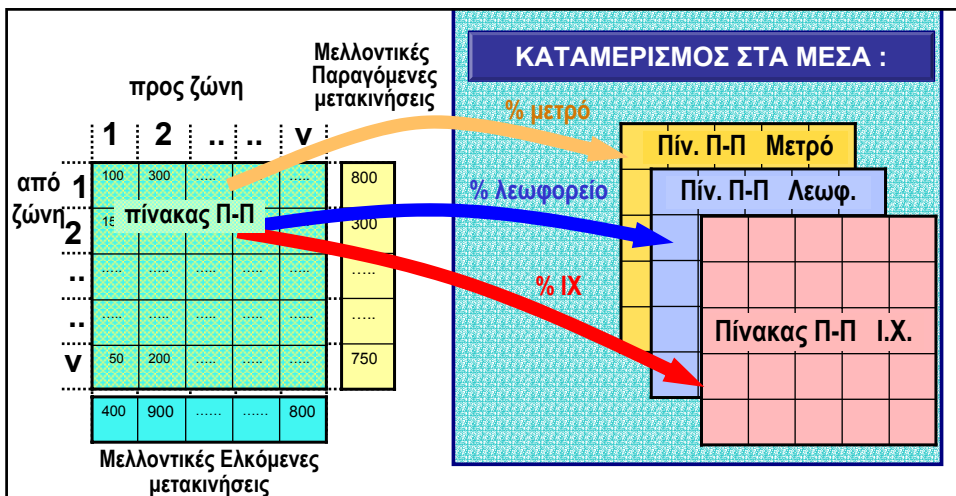 Μελλοντικές
Παραγόμενες
μετακινήσεις
προς ζώνη
1 2 .. .. ν
από
ζώνη
1 100 300 ..... ..... 800
2 300
πίνακας Π-Π
.. ..... ..... ..... ..... ..... .....
.. ..... ..... ..... ..... ..... .....
ν 50 200 ..... ..... ..... 750
400 900 ...... ...... 800
Μελλοντικές Ελκόμενες
μετακινήσεις
ΚΑΤΑΜΕΡΙΣΜΟΣ ΣΤΑ ΜΕΣΑ :
% μετρό
% λεωφορείο
% ΙΧ
Πίν. Π-Π Μετρό
Πίν. Π-Π Λεωφ.
Πίνακας Π-Π Ι.Χ.